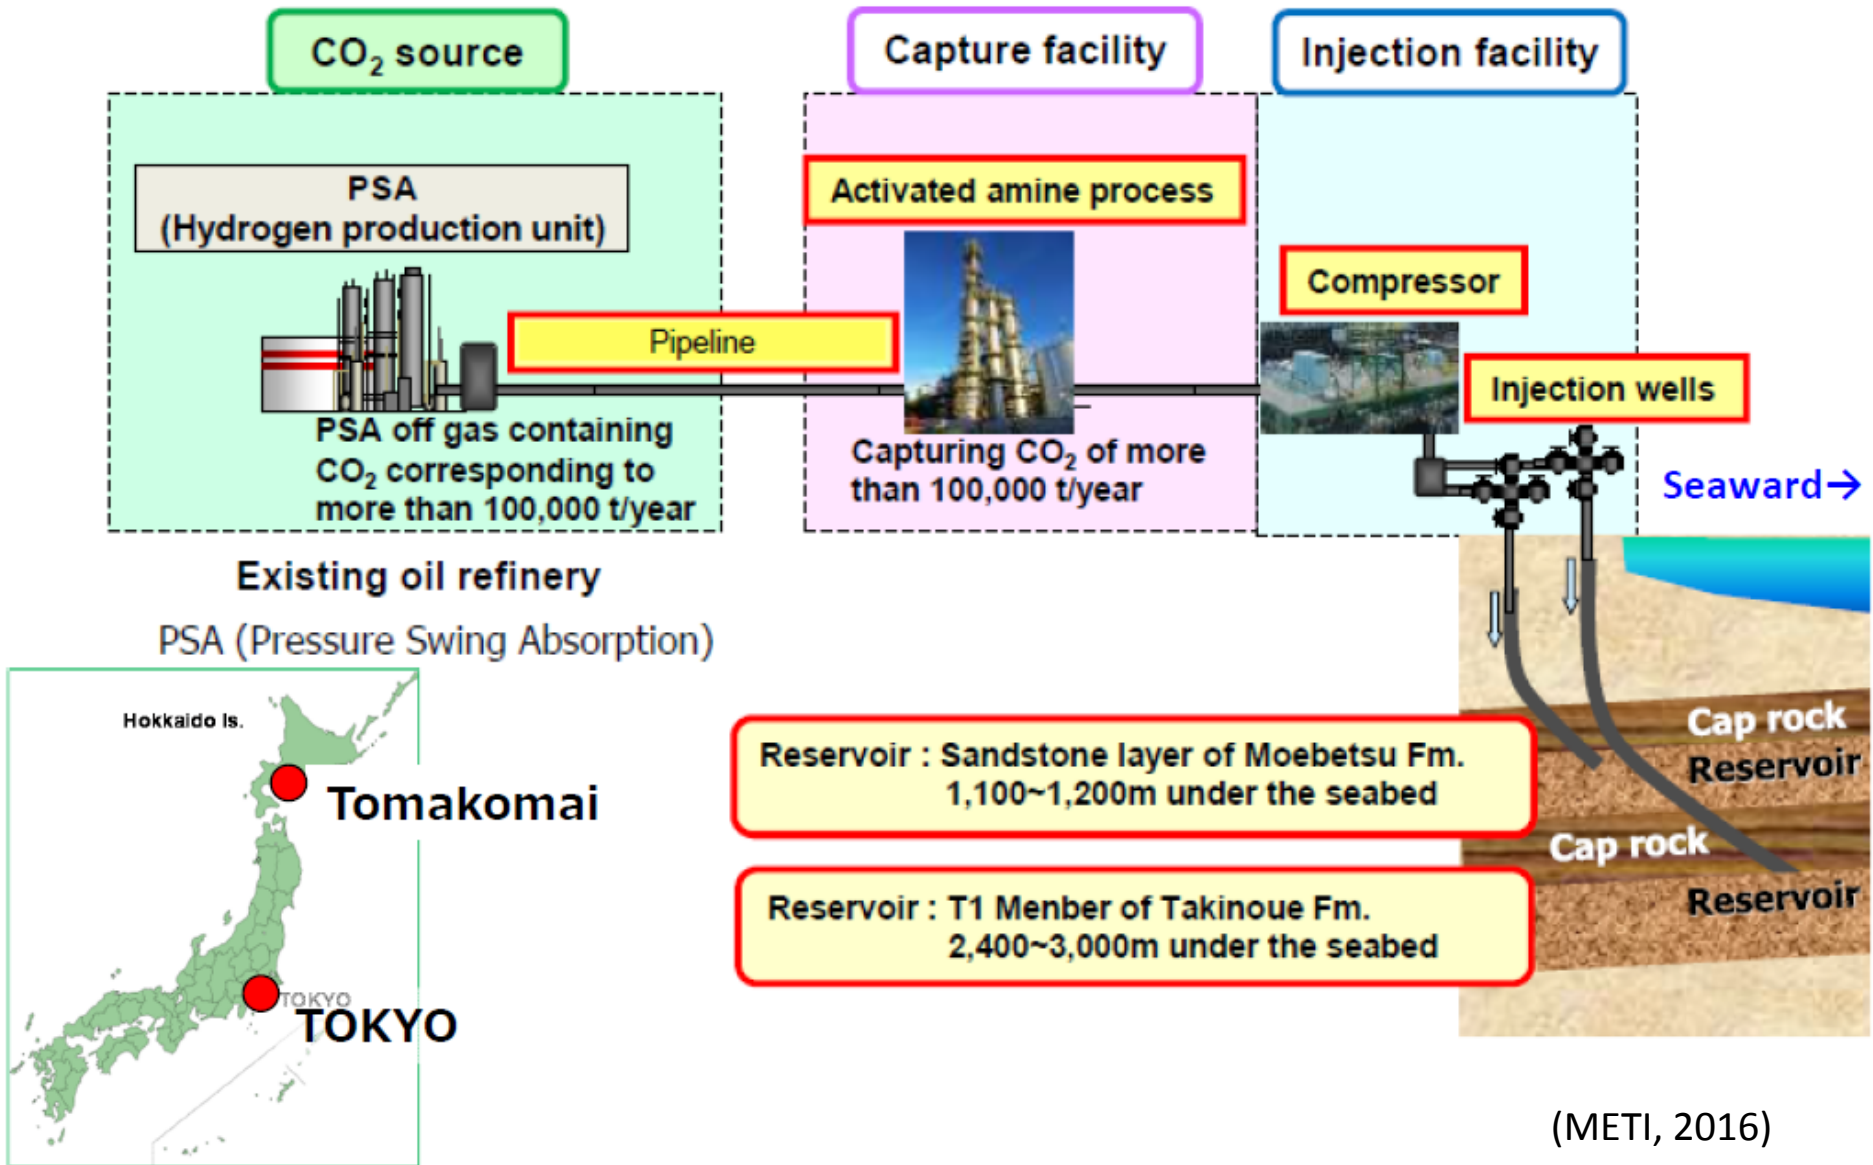 CO₂ source
Capture facility
Injection facility
PSA
(Hydrogen production unit)
Activated amine process
Compressor
Pipeline
Injection wells
PSA off gas containing
CO₂ corresponding to
more than 100,000 t/year
Capturing CO₂ of more
than 100,000 t/year
Seaward→
Existing oil refinery
PSA (Pressure Swing Absorption)
Hokkaido Is.
Tomakomai
TOKYO
TOKYO
Reservoir : Sandstone layer of Moebetsu Fm.
1,100~1,200m under the seabed
Reservoir : T1 Menber of Takinoue Fm.
2,400~3,000m under the seabed
Cap rock
Reservoir
Cap rock
Reservoir
(METI, 2016)